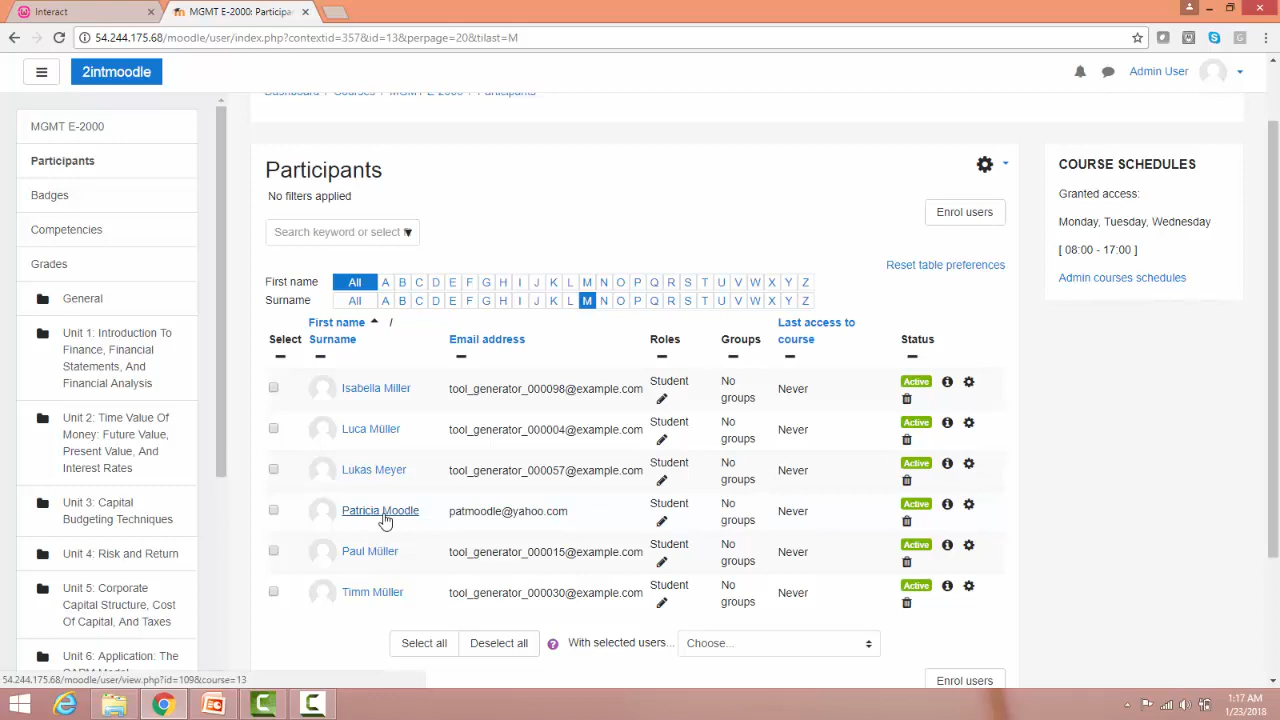 Interact
MGMT E-2000: Participa
54.244.175.68/moodle/user/index.php?contextid=357&id=13&perpage=20&tilast=M
2intmoodle
Admin User
Dashboard Courses MGMT E-2000 Participants
MGMT E-2000
Participants
Badges
Competencies
Grades
General
Unit 1: Introduction To
Finance, Financial
Statements, And
Financial Analysis
Unit 2: Time Value Of
Money: Future Value,
Present Value, And
Interest Rates
Unit 3: Capital
Budgeting Techniques
Unit 4: Risk and Return
Unit 5: Corporate
Capital Structure, Cost
Of Capital, And Taxes
Unit 6: Application: The
Participants
No filters applied
Search keyword or select
Enrol users
Reset table preferences
First name All A B C D E F G H I J K L M N O P Q R S T U V W X Y Z
Surname All A B C D E F G H I J K L M N O P Q R S T U V W X Y Z
Select First name / Surname Email address Roles Groups Last access to course Status
Isabella Miller tool_generator_000098@example.com Student No groups Never Active
Luca Müller tool_generator_000004@example.com Student No groups Never Active
Lukas Meyer tool_generator_000057@example.com Student No groups Never Active
Patricia Moodle patmoodle@yahoo.com Student No groups Never Active
Paul Müller tool_generator_000015@example.com Student No groups Never Active
Timm Müller tool_generator_000030@example.com Student No groups Never Active
Select all Deselect all With selected users... Choose...
Enrol users
COURSE SCHEDULES
Granted access:
Monday, Tuesday, Wednesday
[ 08:00 - 17:00 ]
Admin courses schedules
54.244.175.68/moodle/user/view.php?id=109&course=13
1:17 AM
1/23/2018